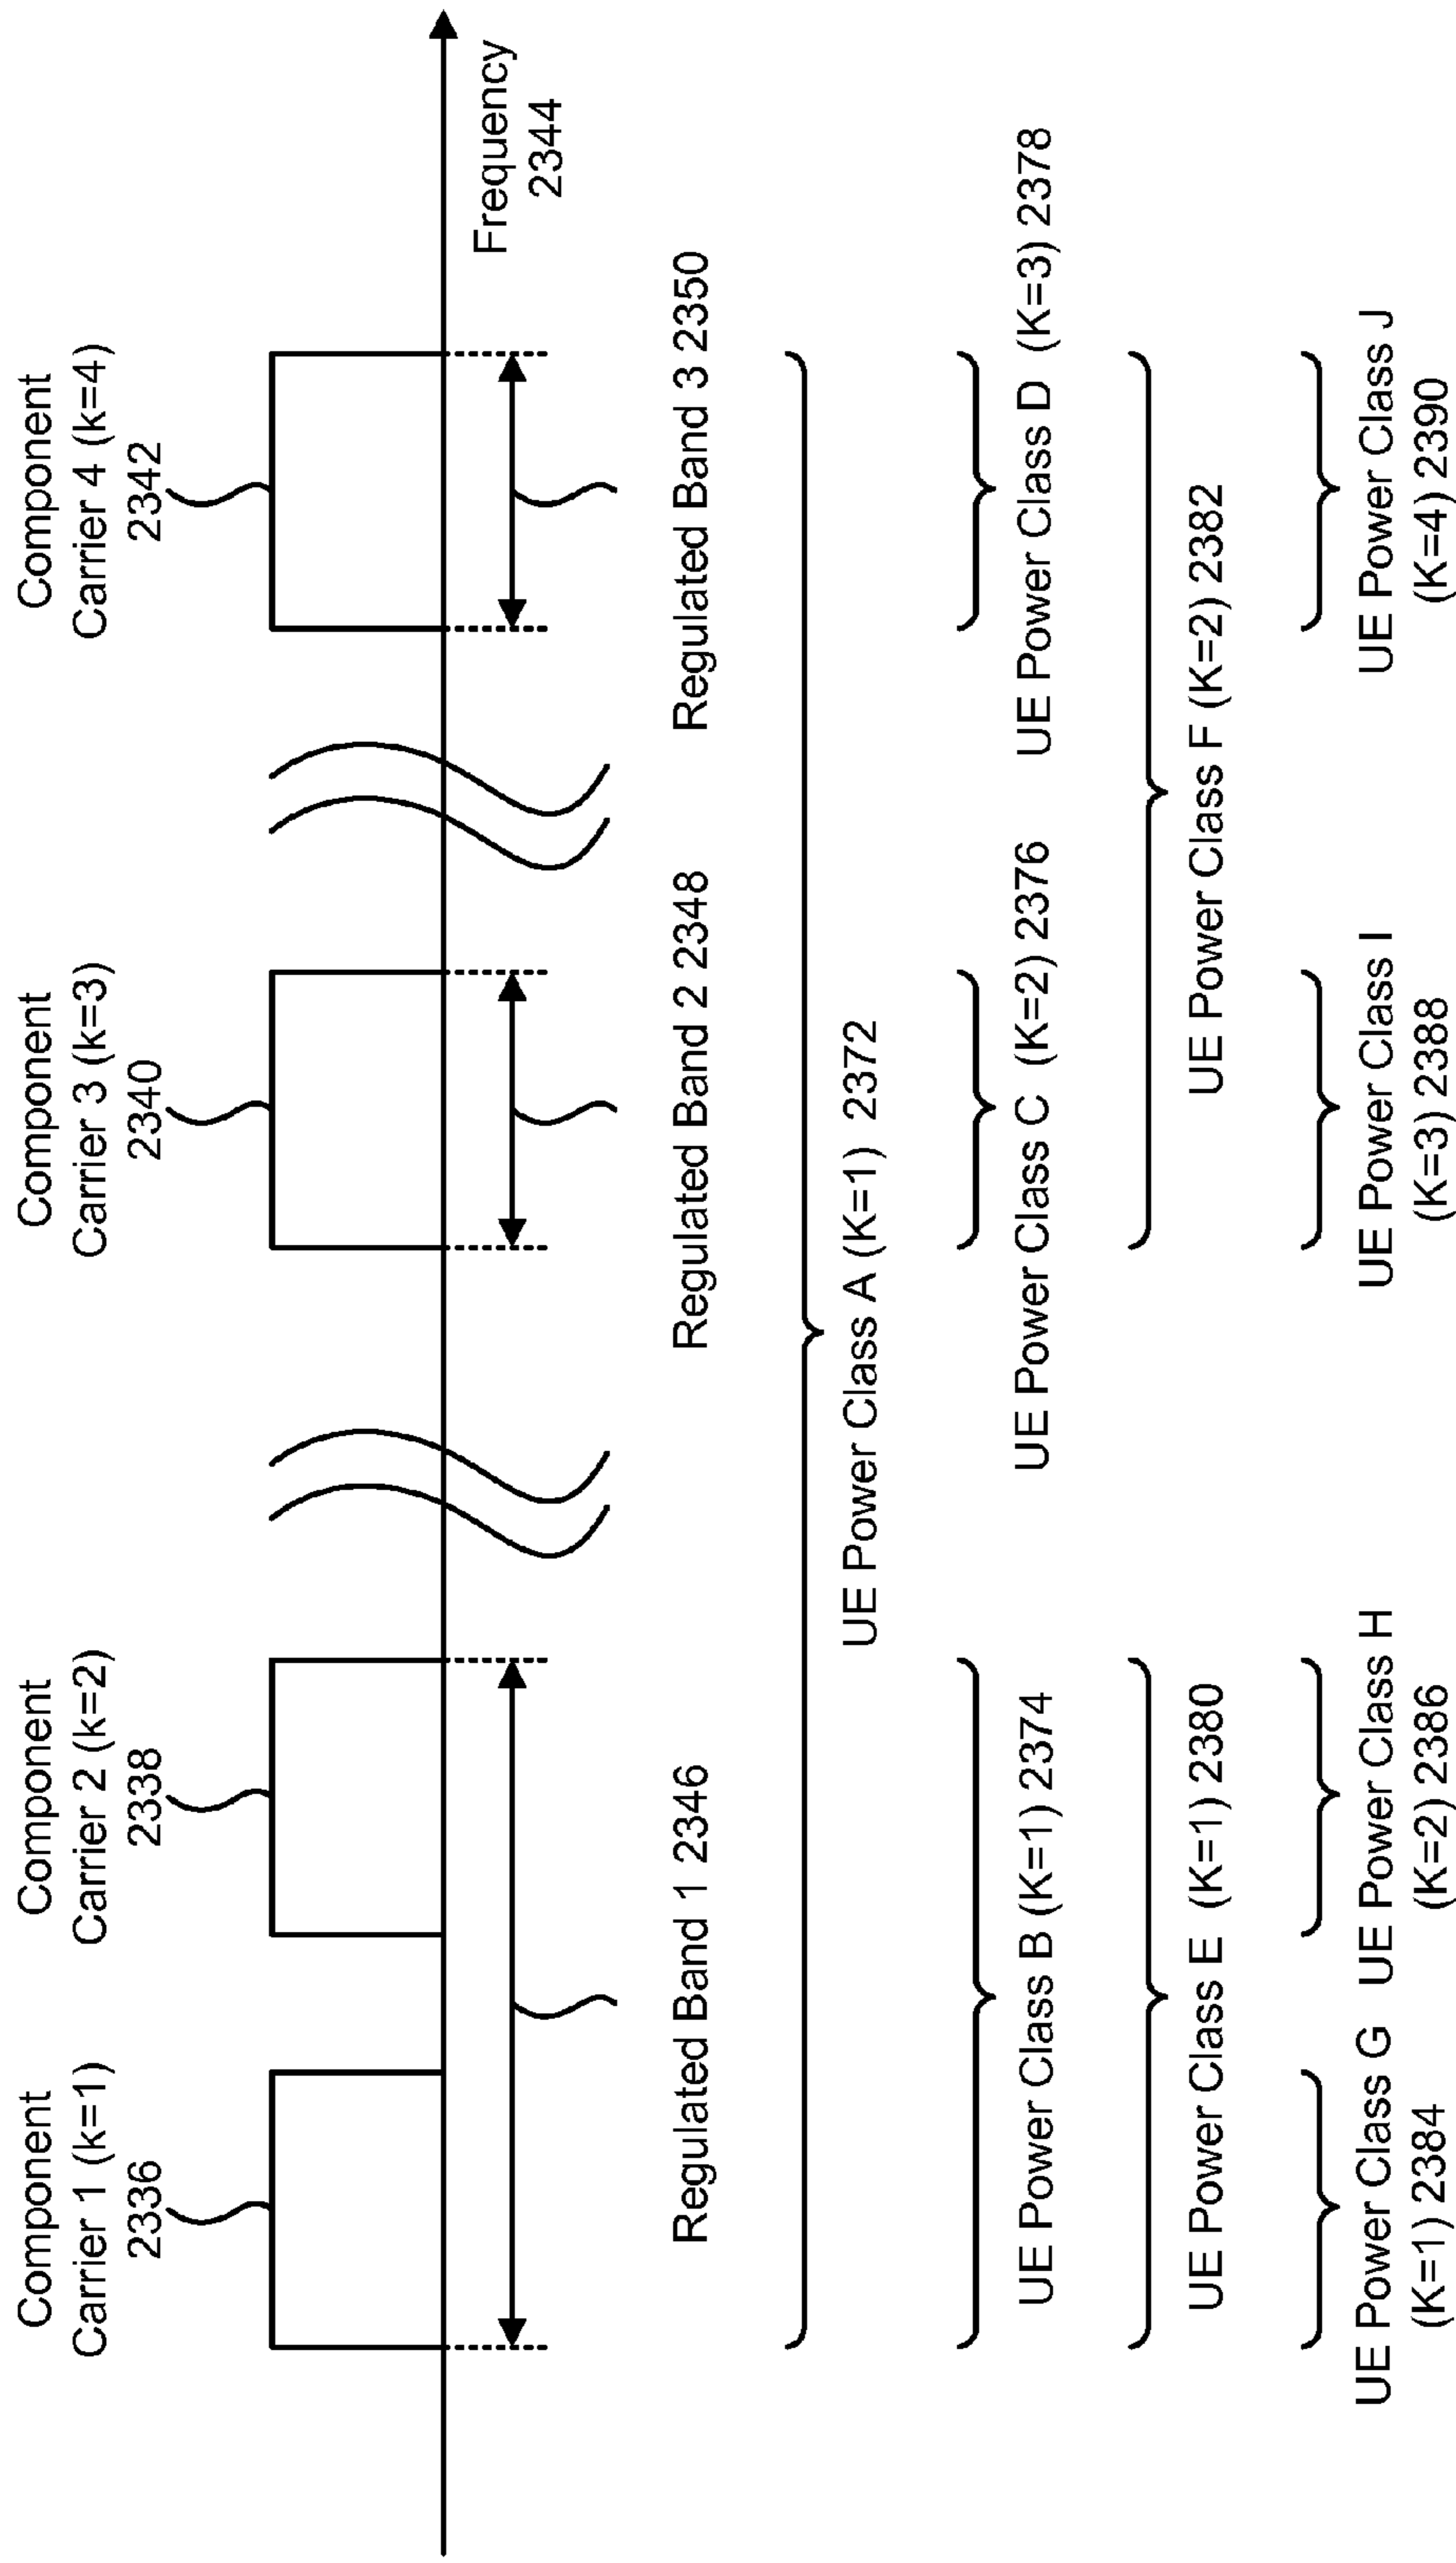 Component
Carrier 1 (k=1)
2336
Component
Carrier 2 (k=2)
2338
Component
Carrier 3 (k=3)
2340
Component
Carrier 4 (k=4)
2342
Frequency
2344
Regulated Band 1 2346
Regulated Band 2 2348
Regulated Band 3 2350
UE Power Class A (K=1) 2372
UE Power Class B (K=1) 2374
UE Power Class C (K=2) 2376
UE Power Class D (K=3) 2378
UE Power Class E (K=1) 2380
UE Power Class F (K=2) 2382
UE Power Class G
(K=1) 2384
UE Power Class H
(K=2) 2386
UE Power Class I
(K=3) 2388
UE Power Class J
(K=4) 2390